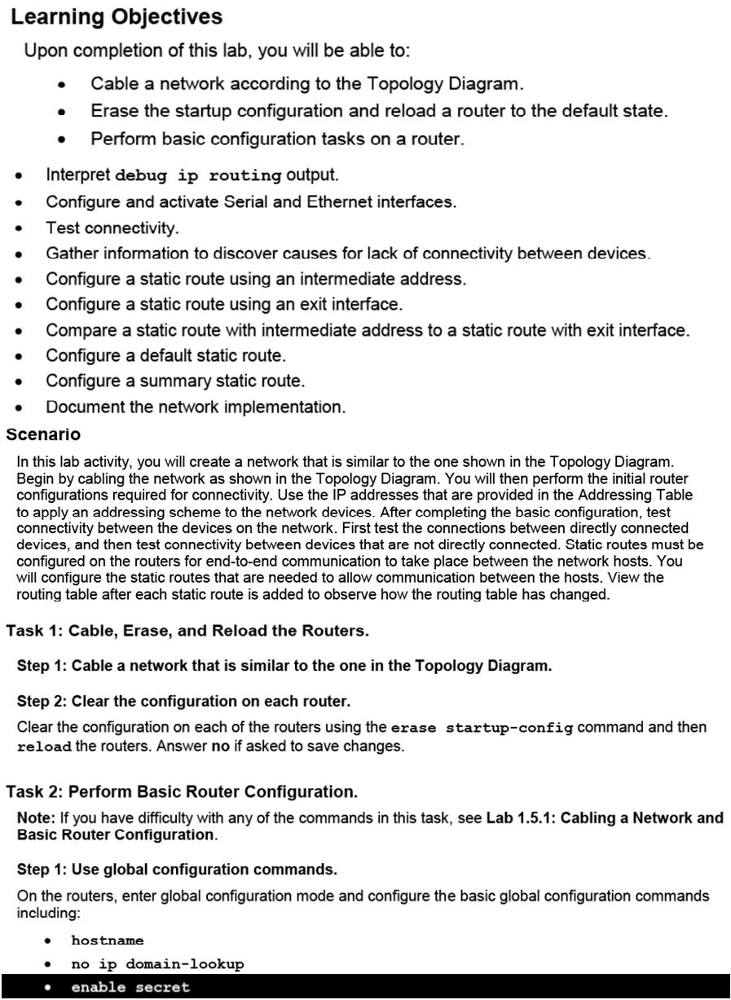 Learning Objectives
Upon completion of this lab, you will be able to:
• Cable a network according to the Topology Diagram.
• Erase the startup configuration and reload a router to the default state.
• Perform basic configuration tasks on a router.
• Interpret debug ip routing output.
• Configure and activate Serial and Ethernet interfaces.
• Test connectivity.
• Gather information to discover causes for lack of connectivity between devices.
• Configure a static route using an intermediate address.
• Configure a static route using an exit interface.
• Compare a static route with intermediate address to a static route with exit interface.
• Configure a default static route.
• Configure a summary static route.
• Document the network implementation.
Scenario
In this lab activity, you will create a network that is similar to the one shown in the Topology Diagram.
Begin by cabling the network as shown in the Topology Diagram. You will then perform the initial router
configurations required for connectivity. Use the IP addresses that are provided in the Addressing Table
to apply an addressing scheme to the network devices. After completing the basic configuration, test
connectivity between the devices on the network. First test the connections between directly connected
devices, and then test connectivity between devices that are not directly connected. Static routes must be
configured on the routers for end-to-end communication to take place between the network hosts. You
will configure the static routes that are needed to allow communication between the hosts. View the
routing table after each static route is added to observe how the routing table has changed.
Task 1: Cable, Erase, and Reload the Routers.
Step 1: Cable a network that is similar to the one in the Topology Diagram.
Step 2: Clear the configuration on each router.
Clear the configuration on each of the routers using the erase startup-config command and then
reload the routers. Answer no if asked to save changes.
Task 2: Perform Basic Router Configuration.
Note: If you have difficulty with any of the commands in this task, see Lab 1.5.1: Cabling a Network and
Basic Router Configuration.
Step 1: Use global configuration commands.
On the routers, enter global configuration mode and configure the basic global configuration commands
including:
• hostname
• no ip domain-lookup
• enable secret